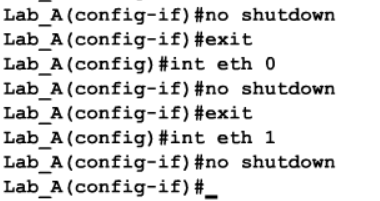 Lab_A(config-if)#no shutdown
Lab_A(config-if)#exit
Lab_A(config)#int eth 0
Lab_A(config-if)#no shutdown
Lab_A(config-if)#exit
Lab_A(config)#int eth 1
Lab_A(config-if)#no shutdown
Lab_A(config-if)#_